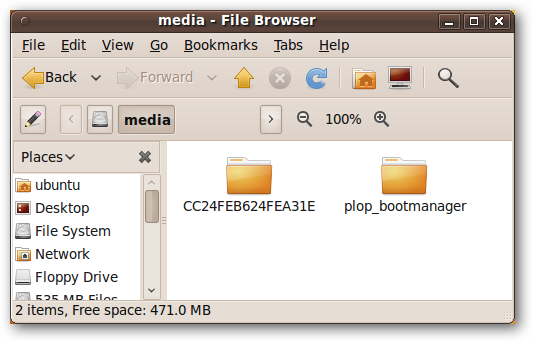 media - File Browser
File Edit View Go Bookmarks Tabs Help
Back Forward
media 100%
Places
ubuntu
Desktop
File System
Network
Floppy Drive
535 MB Files
CC24FEB624FEA31E plop_bootmanager
2 items, Free space: 471.0 MB